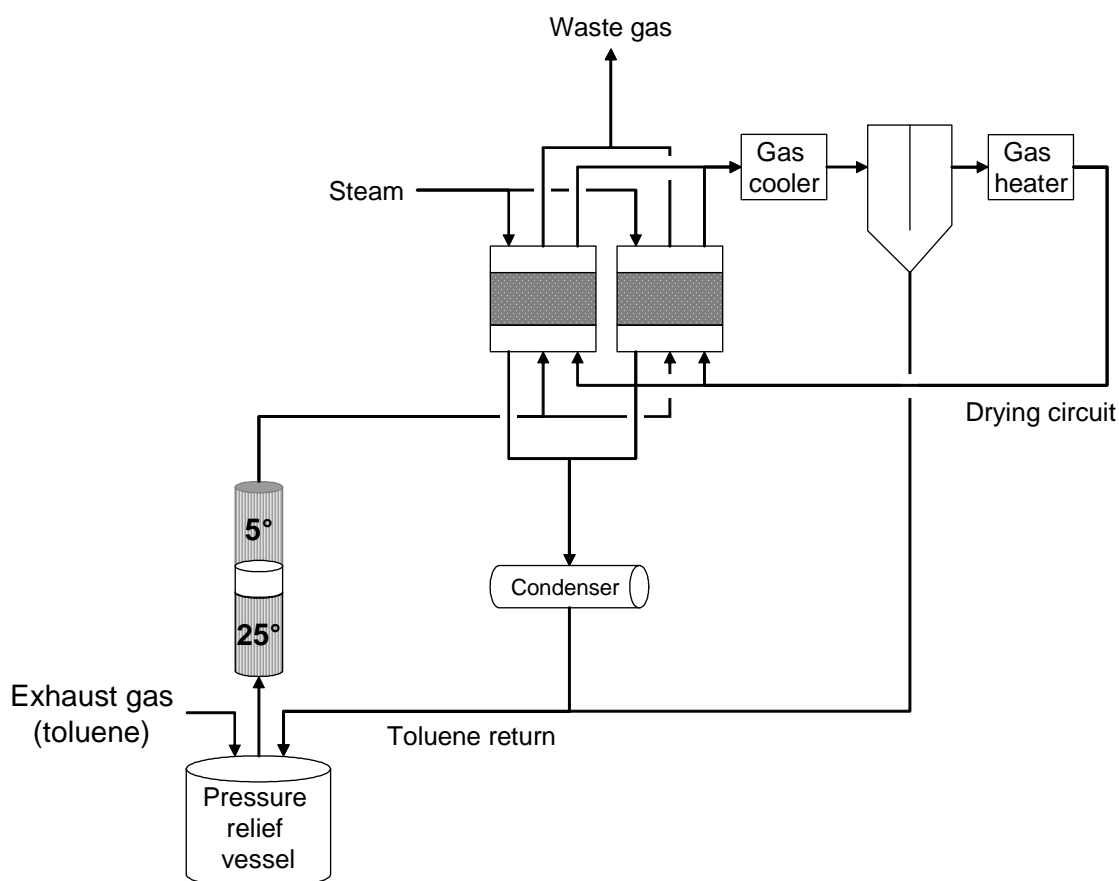 Waste gas
Steam
Gas
cooler
Gas
heater
Drying circuit
5°
25°
Condenser
Exhaust gas
(toluene)
Toluene return
Pressure
relief
vessel